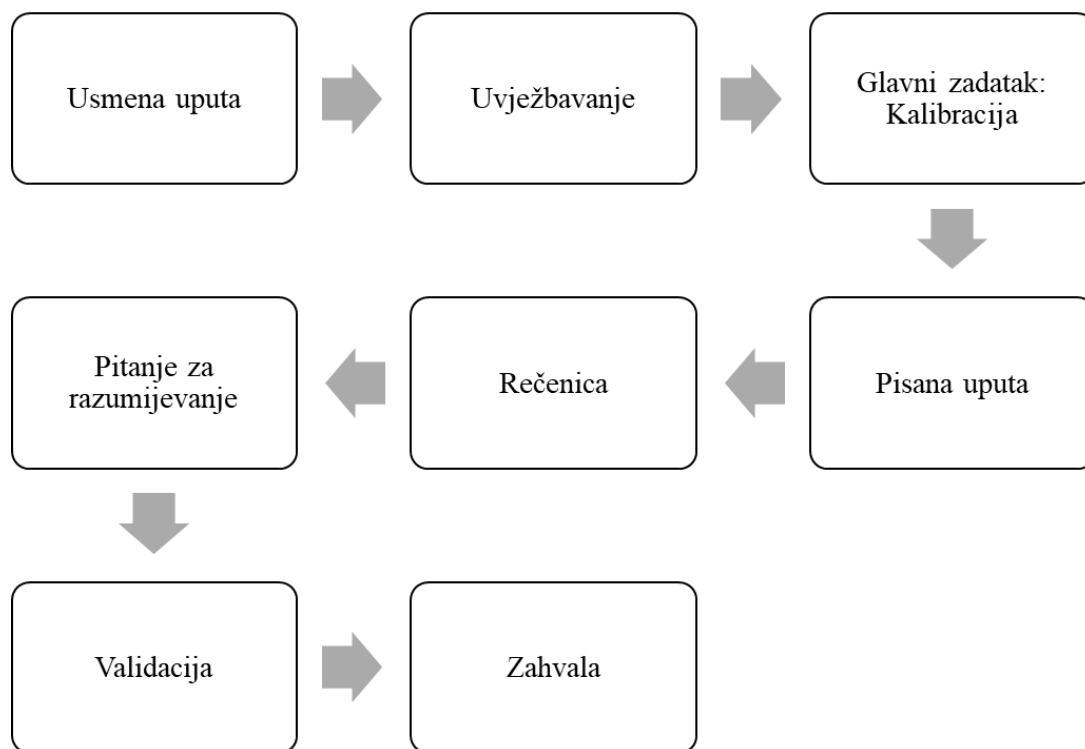 Usmena uputa
Uvježbavanje
Glavni zadatak:
Kalibracija
Pisana uputa
Rečenica
Pitanje za
razumijevanje
Validacija
Zahvala